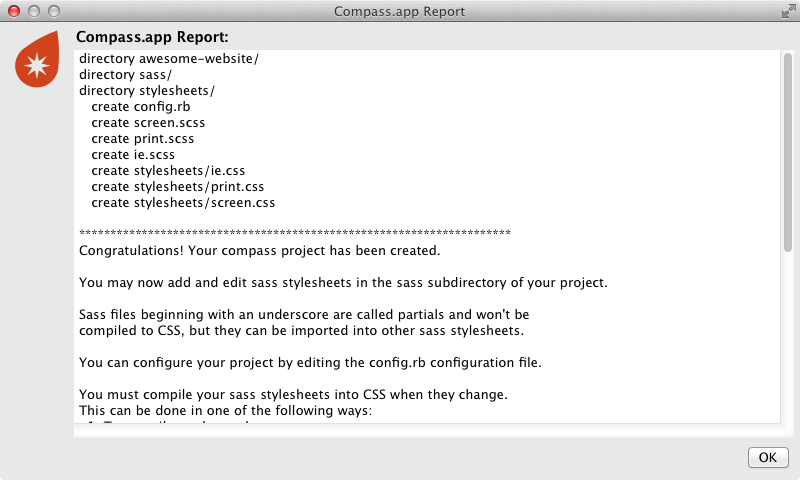 Compass.app Report
Compass.app Report:
directory awesome-website/
directory sass/
directory stylesheets/
create config.rb
create screen.scss
create print.scss
create ie.scss
create stylesheets/ie.css
create stylesheets/print.css
create stylesheets/screen.css
*********************************************************************
Congratulations! Your compass project has been created.
You may now add and edit sass stylesheets in the sass subdirectory of your project.
Sass files beginning with an underscore are called partials and won't be
compiled to CSS, but they can be imported into other sass stylesheets.
You can configure your project by editing the config.rb configuration file.
You must compile your sass stylesheets into CSS when they change.
This can be done in one of the following ways:
OK